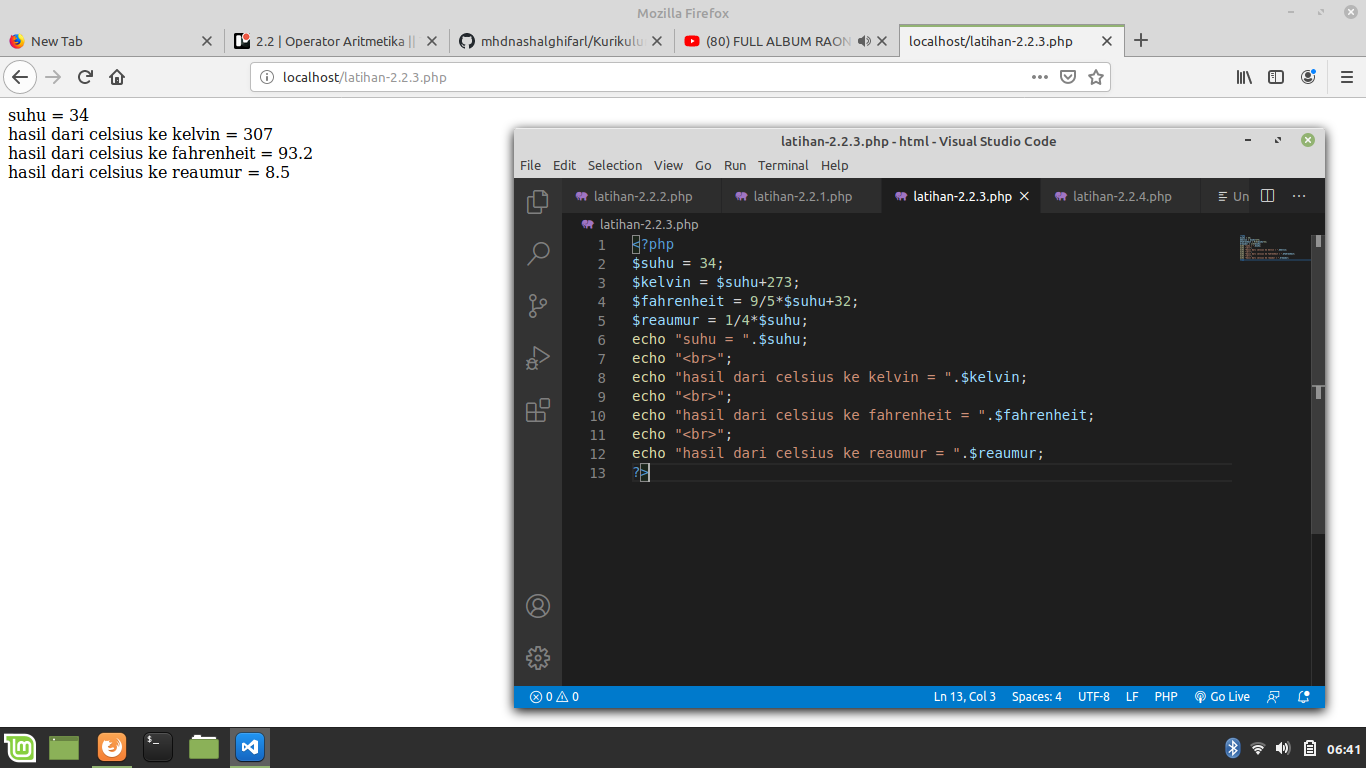 Mozilla Firefox
New Tab
2.2 | Operator Aritmetika ||
mhdnashalghifarl/Kurikulu
(80) FULL ALBUM RAON
localhost/latihan-2.2.3.php
localhost/latihan-2.2.3.php
suhu = 34
hasil dari celsius ke kelvin = 307
hasil dari celsius ke fahrenheit = 93.2
hasil dari celsius ke reaumur = 8.5
latihan-2.2.3.php - html - Visual Studio Code
File Edit Selection View Go Run Terminal Help
latihan-2.2.2.php latihan-2.2.1.php latihan-2.2.3.php latihan-2.2.4.php Un
latihan-2.2.3.php
1 <?php
2 $suhu = 34;
3 $kelvin = $suhu+273;
4 $fahrenheit = 9/5*$suhu+32;
5 $reaumur = 1/4*$suhu;
6 echo "suhu = ".$suhu;
7 echo "<br>";
8 echo "hasil dari celsius ke kelvin = ".$kelvin;
9 echo "<br>";
10 echo "hasil dari celsius ke fahrenheit = ".$fahrenheit;
11 echo "<br>";
12 echo "hasil dari celsius ke reaumur = ".$reaumur;
13 ?>
0 0 Ln 13, Col 3 Spaces: 4 UTF-8 LF PHP Go Live
06:41